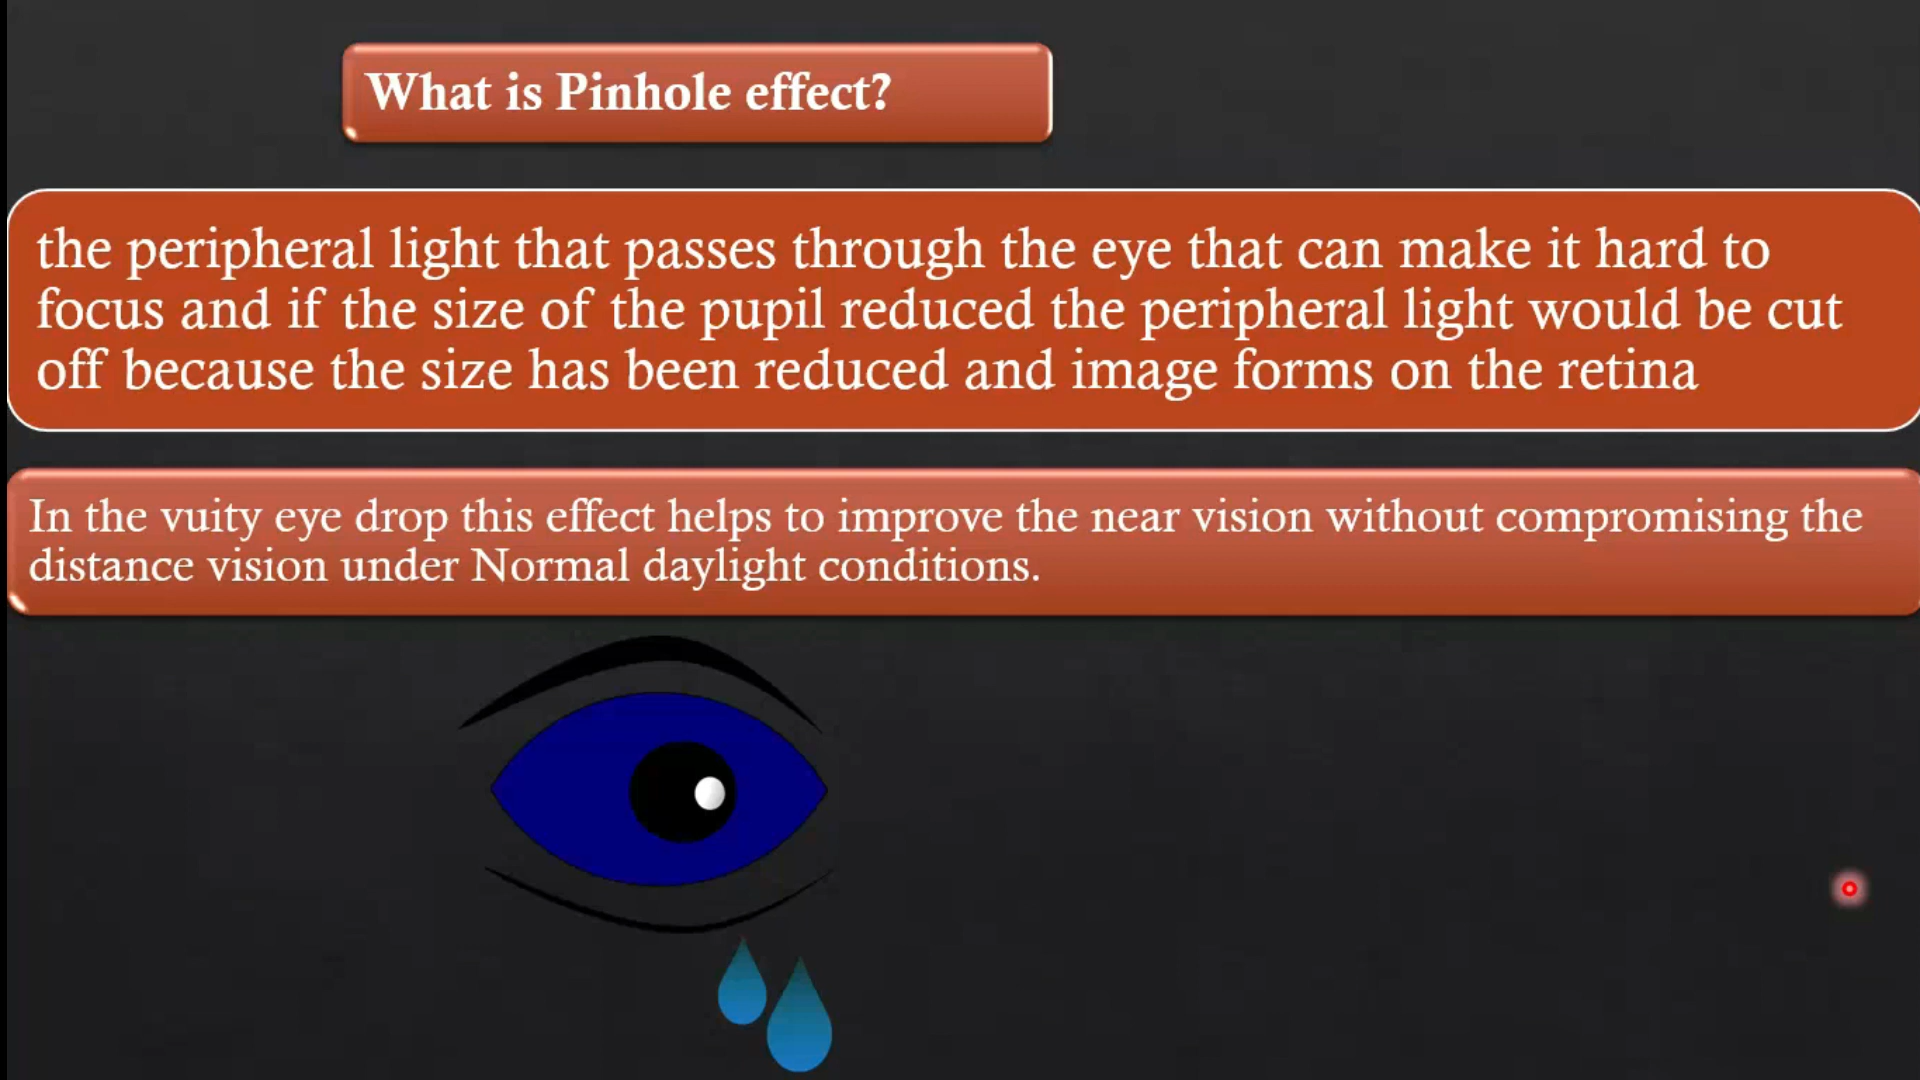 What is Pinhole effect?
the peripheral light that passes through the eye that can make it hard to
focus and if the size of the pupil reduced the peripheral light would be cut
off because the size has been reduced and image forms on the retina
In the vuity eye drop this effect helps to improve the near vision without compromising the
distance vision under Normal daylight conditions.